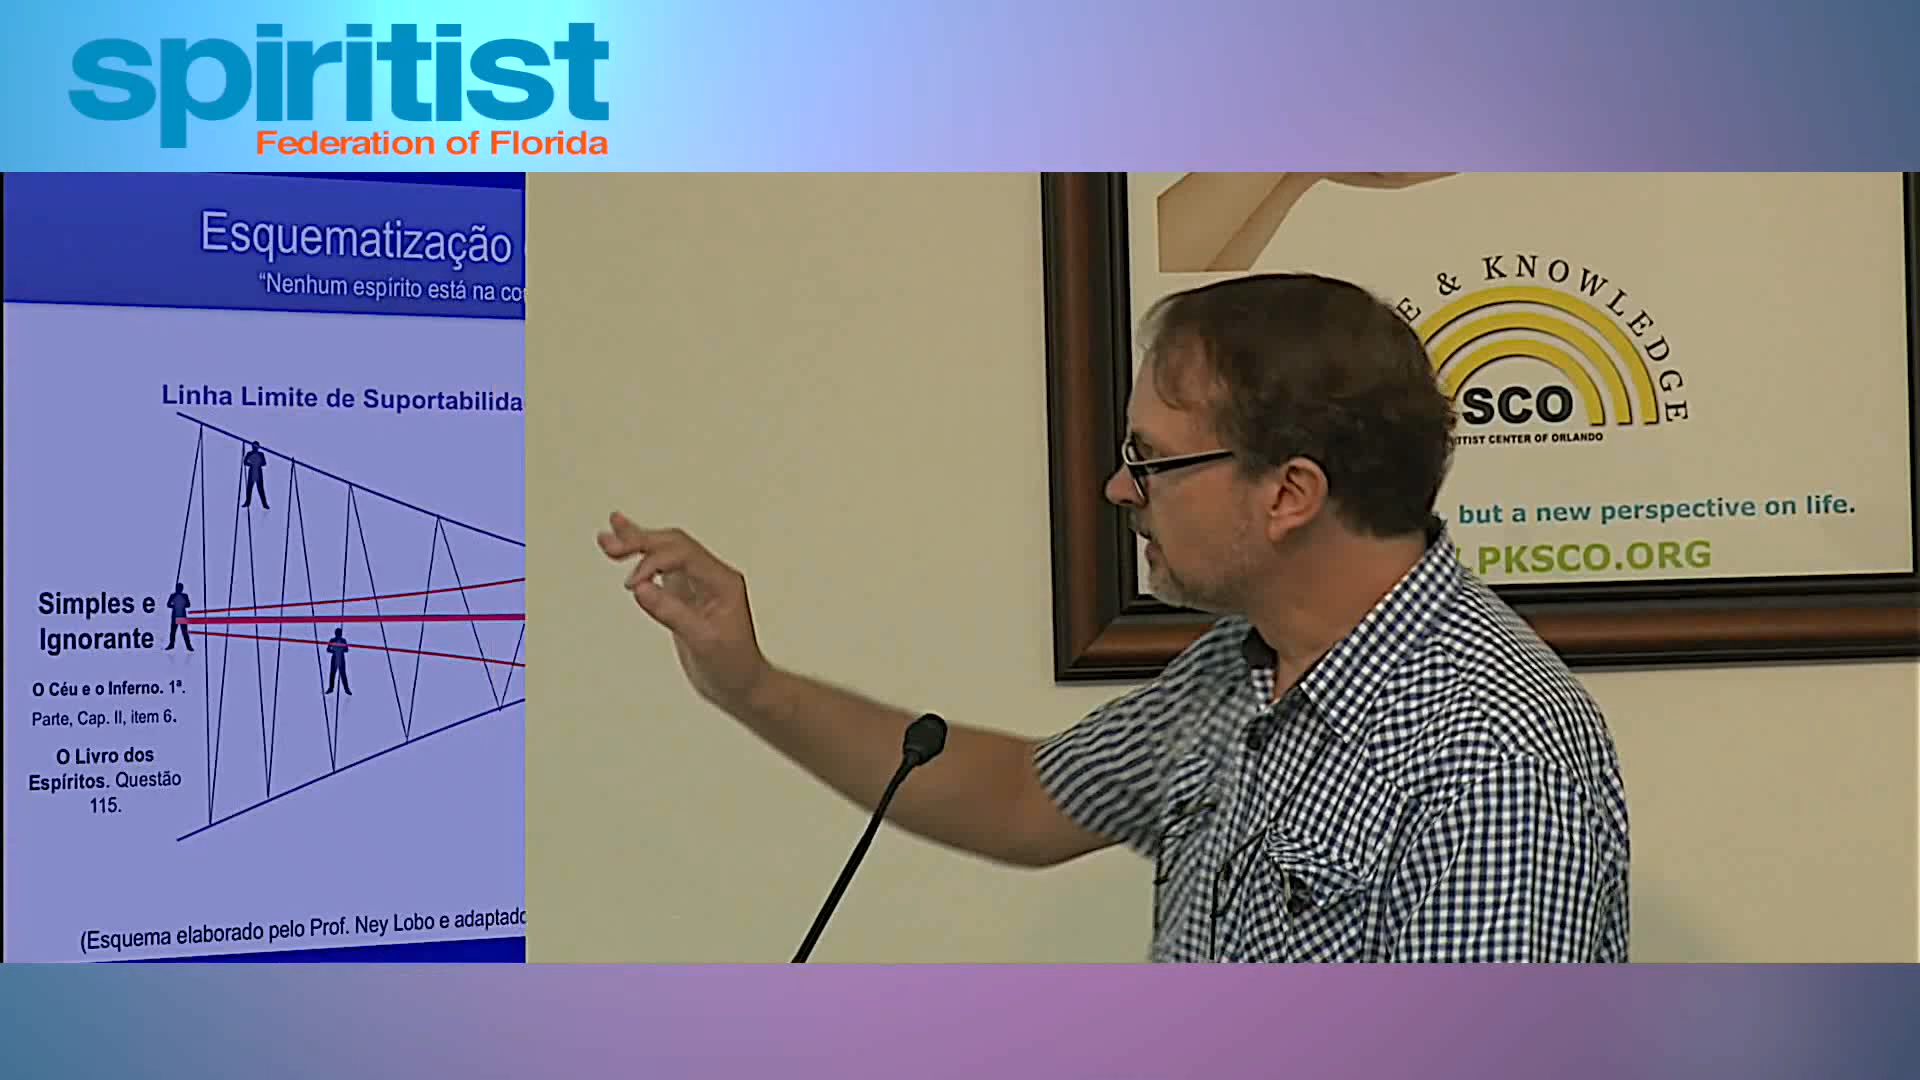 spiritist
Federation of Florida
Esquematização
“Nenhum espírito está na
Linha Limite de
Simples e
Ignorante
O Céu e o Inferno. 1ª.
Parte, Cap. II, item 6.
O Livro dos
Espíritos. Questão
115.
(Esquema elaborado pelo Prof. Ney Lobo e adaptado
& KNOWLEDGE
SCO
CENTER OF ORLANDO
but a new perspective on life.
.PKSCO.ORG